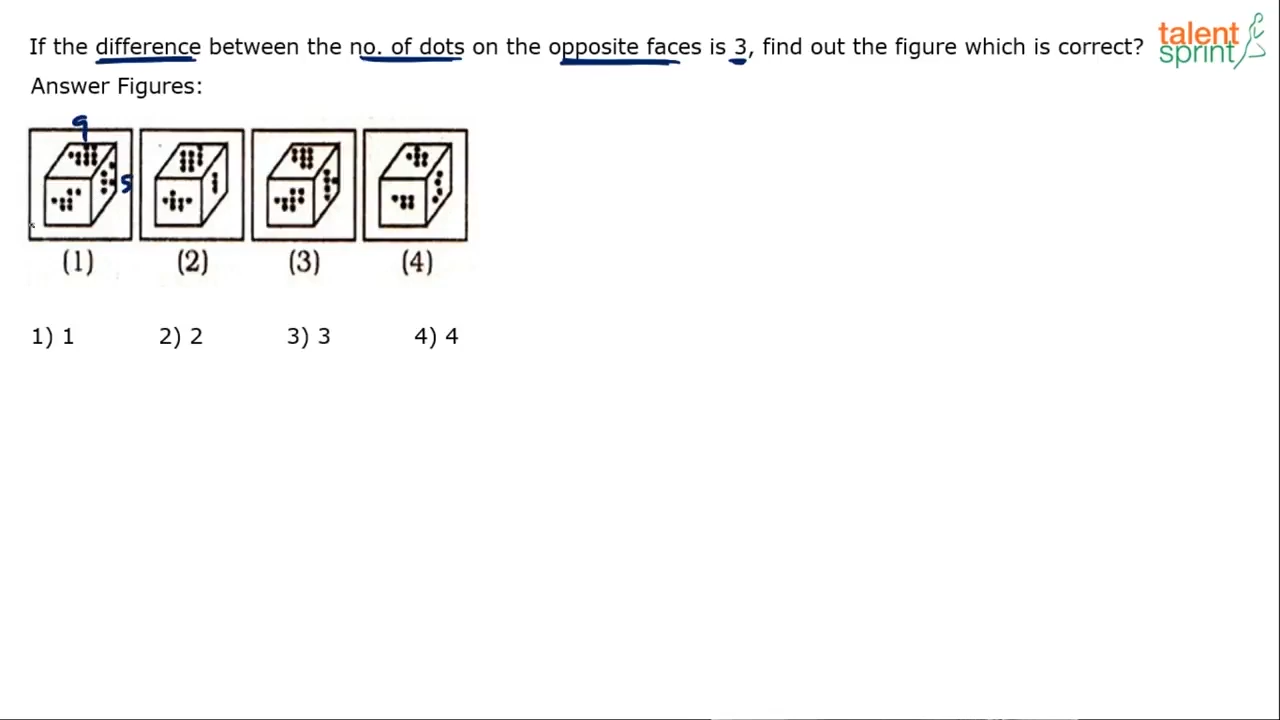 If the difference between the no. of dots on the opposite faces is 3, find out the figure which is correct?
talent
sprint
Answer Figures:
9
5
(1) (2) (3) (4)
1) 1 2) 2 3) 3 4) 4